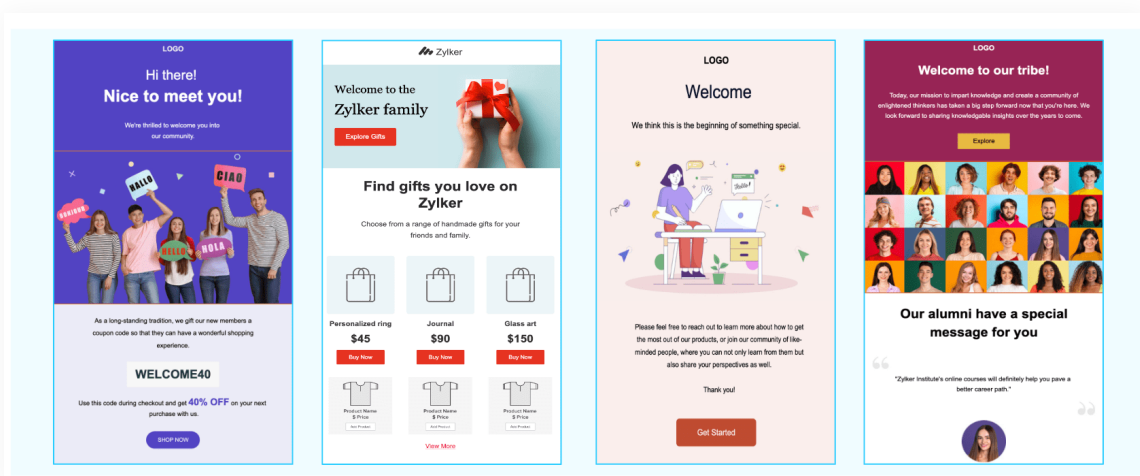 LOGO
Hi there!
Nice to meet you!
We're thrilled to welcome you into
our community.
BONJOUR
HALLO
CIAO
HELLO
HOLA
As a long-standing tradition, we gift our new members a
coupon code so that they can have a wonderful shopping
experience.
WELCOME40
Use this code during checkout and get 40% OFF on your next
purchase with us.
SHOP NOW
Zylker
Welcome to the
Zylker family
Explore Gifts
Find gifts you love on
Zylker
Choose from a range of handmade gifts for your
friends and family.
Personalized ring
$45
Buy Now
Journal
$90
Buy Now
Glass art
$150
Buy Now
Product Name
$ Price
Add Product
Product Name
$ Price
Add Product
Product Name
$ Price
Add Product
View More
LOGO
Welcome
We think this is the beginning of something special.
Hello!
Please feel free to reach out to learn more about how to get
the most out of our products, or join our community of like-
minded people, where you can not only learn from them but
also share your perspectives as well.
Thank you!
Get Started
LOGO
Welcome to our tribe!
Today, our mission to impart knowledge and create a community of
enlightened thinkers has taken a big step forward now that you're here. We
look forward to sharing knowledgable insights over the years to come.
Explore
Our alumni have a special
message for you
"Zylker Institute's online courses will definitely help you pave a
better career path."